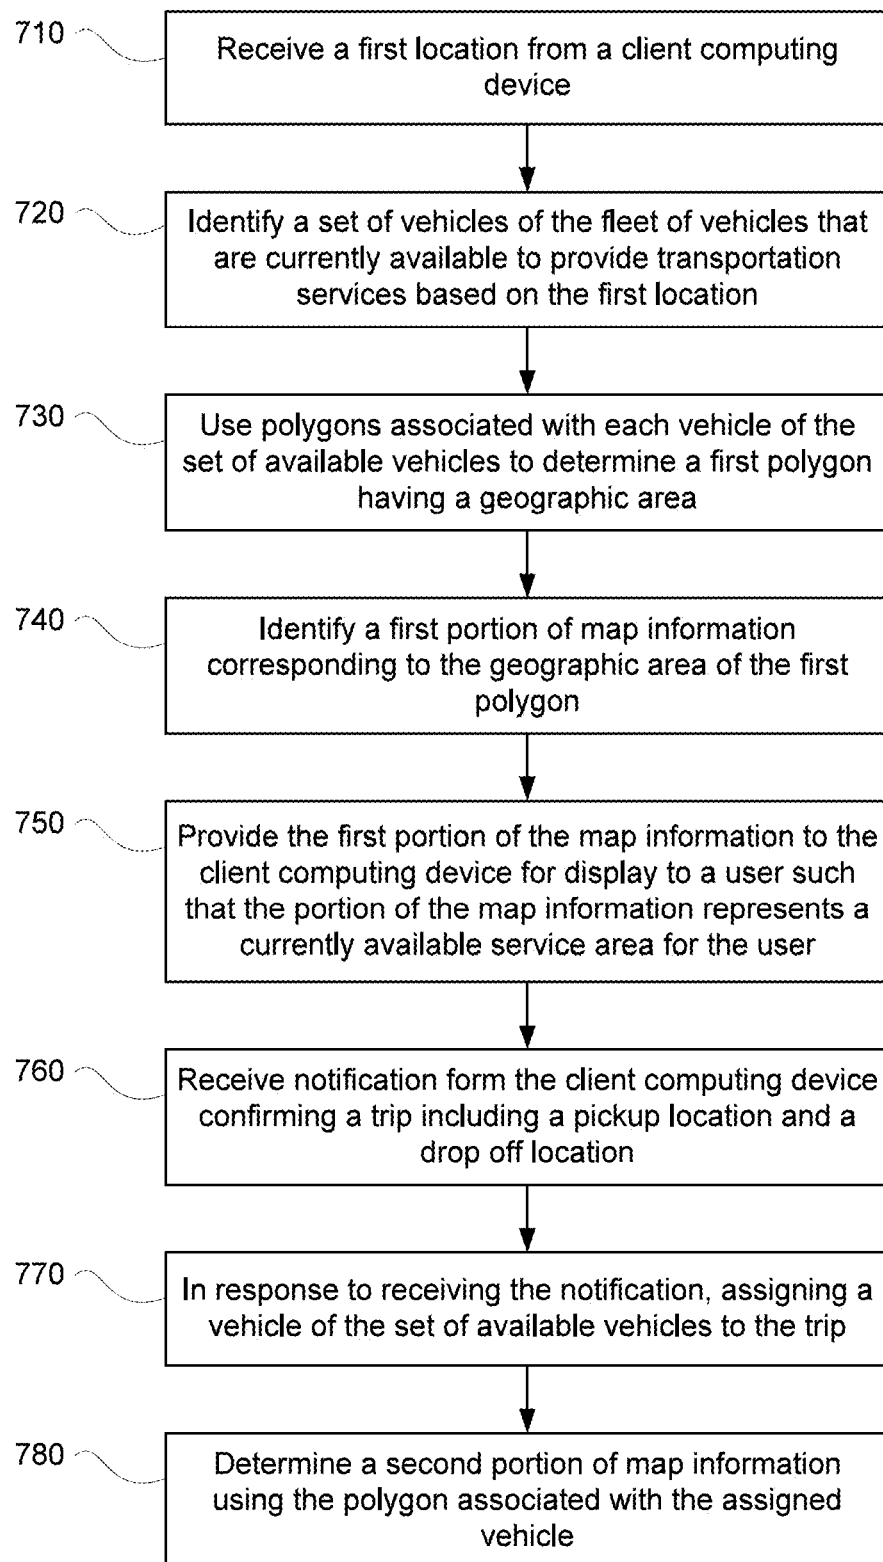 710
Receive a first location from a client computing
device
720
Identify a set of vehicles of the fleet of vehicles that
are currently available to provide transportation
services based on the first location
730
Use polygons associated with each vehicle of the
set of available vehicles to determine a first polygon
having a geographic area
740
Identify a first portion of map information
corresponding to the geographic area of the first
polygon
750
Provide the first portion of the map information to the
client computing device for display to a user such
that the portion of the map information represents a
currently available service area for the user
760
Receive notification form the client computing device
confirming a trip including a pickup location and a
drop off location
770
In response to receiving the notification, assigning a
vehicle of the set of available vehicles to the trip
780
Determine a second portion of map information
using the polygon associated with the assigned
vehicle